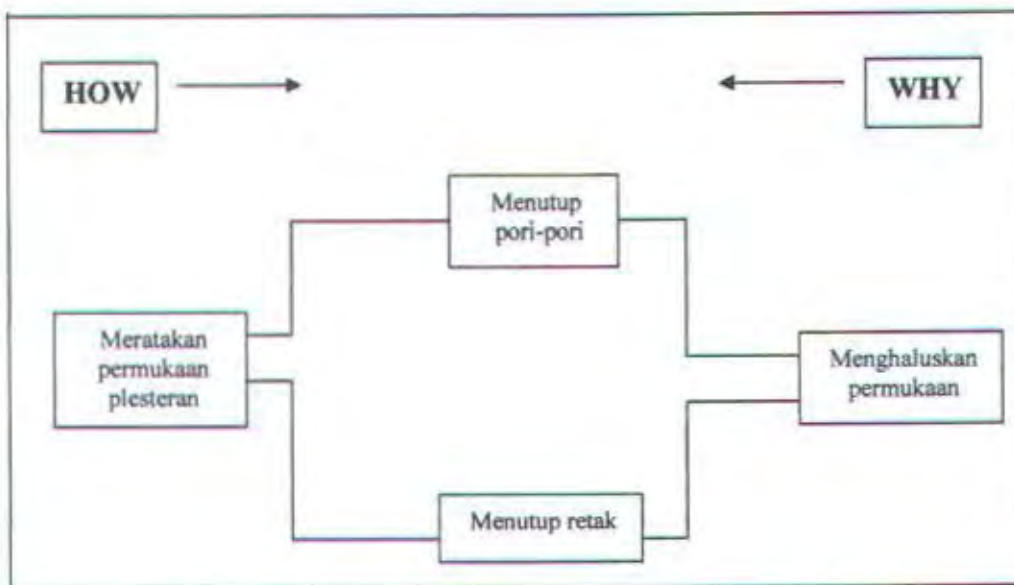 HOW
WHY
Menutup
pori-pori
Meratakan
permukaan
plesteran
Menghaluskan
permukaan
Menutup retak